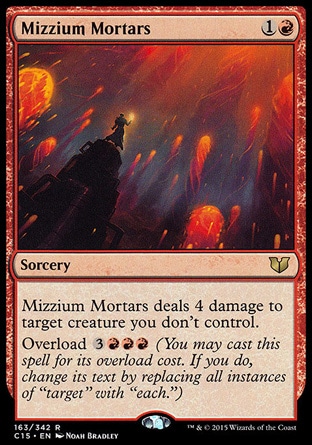 Mizzium Mortars 1
Sorcery
Mizzium Mortars deals 4 damage to
target creature you don't control.
Overload 3 (You may cast this
spell for its overload cost. If you do,
change its text by replacing all instances
of "target" with "each.")
163/342 R
C15 • EN Noah Bradley
™ & © 2015 Wizards of the Coast